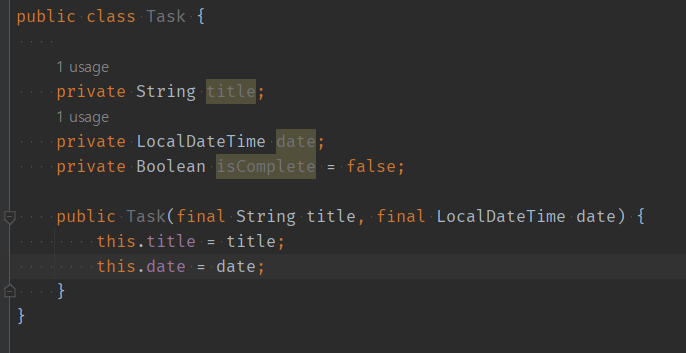 public class Task {
1 usage
private String title;
1 usage
private LocalDateTime date;
private Boolean isComplete = false;
public Task(final String title, final LocalDateTime date) {
this.title = title;
this.date = date;
}
}